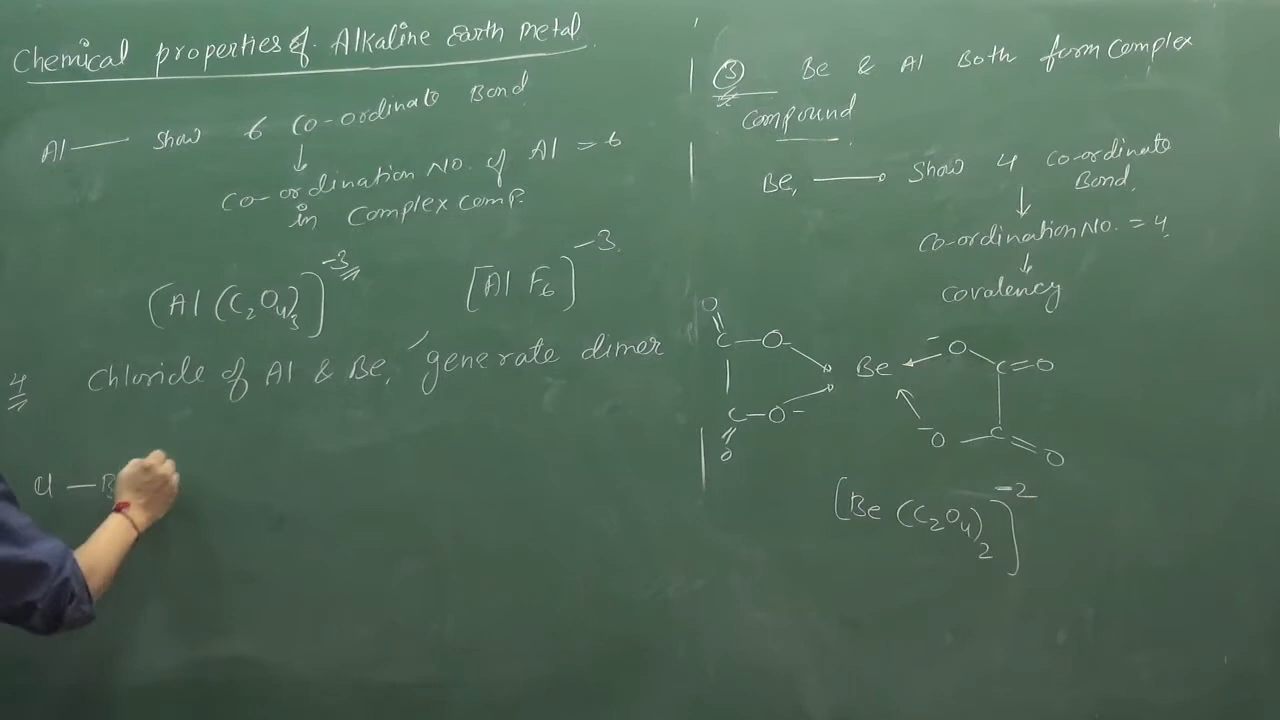 Chemical properties of Alkaline Earth metal
Al — Show 6 Co-ordinate Bond
↓
Co-ordination No. of Al = 6
in Complex comp.
[Al (C2O4)3]-3 [Al F6]-3
4 Chloride of Al & Be, generate dimer
Cl — B
3 Be & Al Both form Complex
Compound
Be, → Show 4 Co-ordinate
Bond,
↓
Co-ordination No. = 4
↓
Covalency
O
C — O-
C — O-
O
Be
-O
C = O
-O — C
O
[Be (C2O4)2]-2